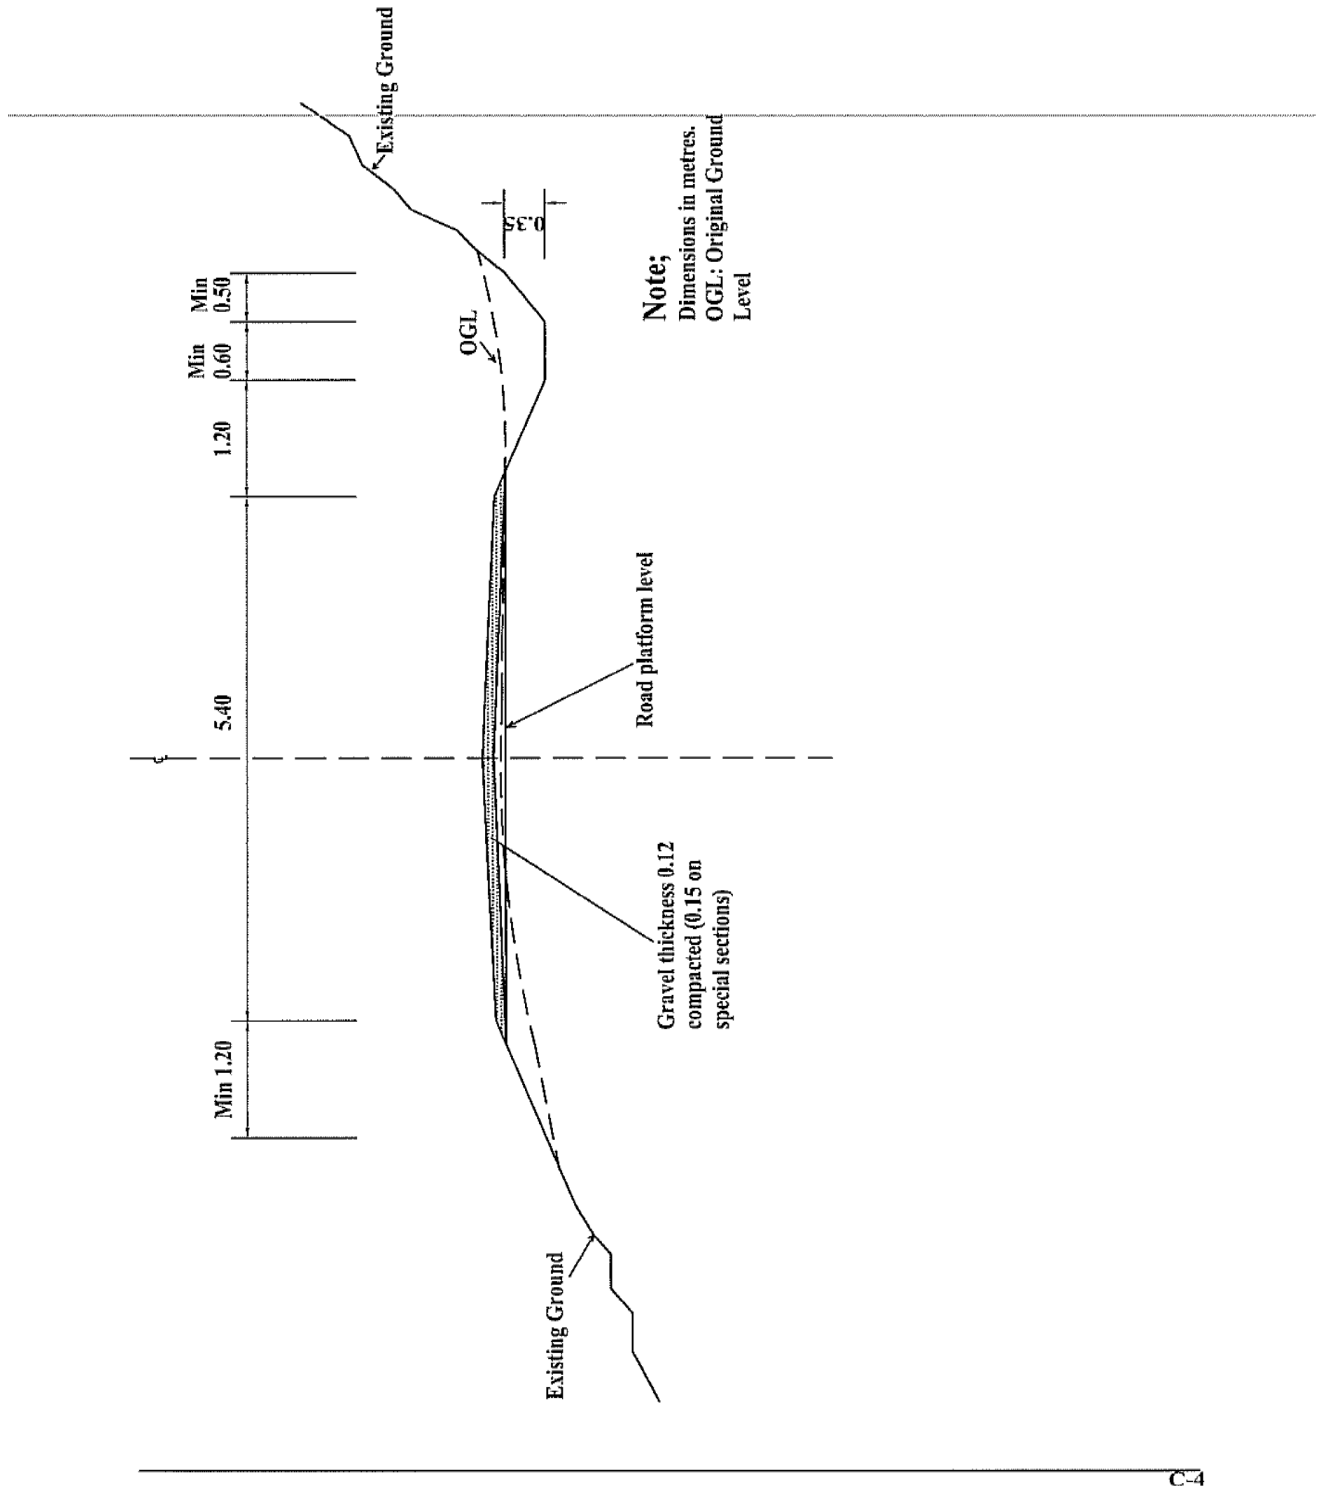 Min 1.20
5.40
1.20
Min
0.60
Min
0.50
Existing Ground
OGL
0.35
Existing Ground
Gravel thickness 0.12
compacted (0.15 on
special sections)
Road platform level
Note;
Dimensions in metres.
OGL: Original Ground
Level
C-4